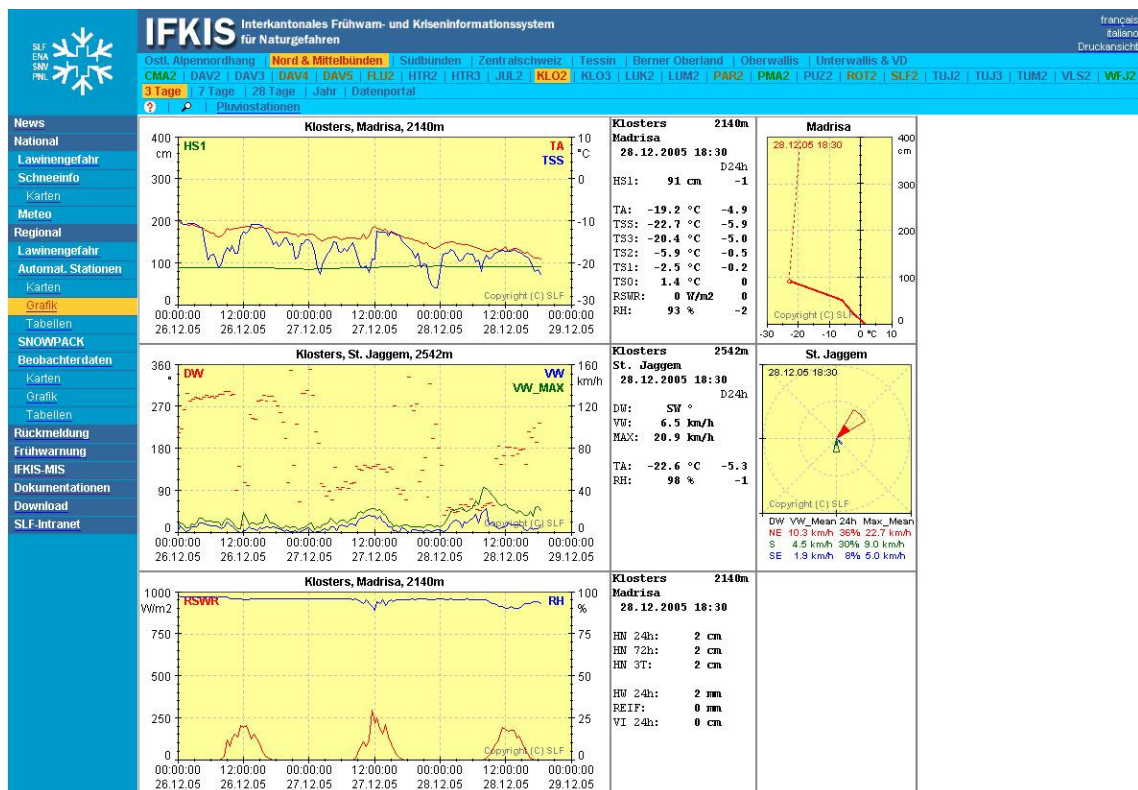 SLF
ENA
SNV
PNL
IFKIS Interkantonales Frühwarn- und Kriseninformationssystem
für Naturgefahren
français
italiano
Druckansicht
Östl. Alpennordhang | Nord & Mittelbünden | Südbünden | Zentralschweiz | Tessin | Berner Oberland | Oberwallis | Unterwallis & VD
CMA2 | DAV2 | DAV3 | DAV4 | DAV5 | FLU2 | HTR2 | HTR3 | JUL2 | KLO2 | KLO3 | LUK2 | LUM2 | PAR2 | PMA2 | PUZ2 | ROT2 | SLF2 | TUJ2 | TUJ3 | TUM2 | VLS2 | WFJ2
3 Tage | 7 Tage | 28 Tage | Jahr | Datenportal
? | | Pluviostationen
News
National
Lawinengefahr
Schneeinfo
Karten
Meteo
Regional
Lawinengefahr
Automat. Stationen
Karten
Grafik
Tabellen
SNOWPACK
Beobachterdaten
Karten
Grafik
Tabellen
Rückmeldung
Frühwarnung
IFKIS-MIS
Dokumentationen
Download
SLF-Intranet
Klosters, Madrisa, 2140m
400 HS1 TA 10
cm TSS °C
300 0
200 -10
100 -20
0 -30
Copyright (C) SLF
00:00:00 12:00:00 00:00:00 12:00:00 00:00:00 12:00:00 00:00:00
26.12.05 26.12.05 27.12.05 27.12.05 28.12.05 28.12.05 29.12.05
Klosters 2140m
Madrisa
28.12.2005 18:30
D24h
HS1: 91 cm -1
TA: -19.2 °C -4.9
TSS: -22.7 °C -5.9
TS3: -20.4 °C -5.0
TS2: -5.9 °C -0.5
TS1: -2.5 °C -0.2
TS0: 1.4 °C 0
RSWR: 0 W/m2 0
RH: 93 % -2
Madrisa
28.12.05 18:30 400
cm
300
200
100
Copyright (C) SLF 0
-30 -20 -10 0 °C 10
Klosters, St. Jaggem, 2542m
360 DW VW 160
° VW_MAX km/h
270 120
180 80
90 40
0 0
Copyright (C) SLF
00:00:00 12:00:00 00:00:00 12:00:00 00:00:00 12:00:00 00:00:00
26.12.05 26.12.05 27.12.05 27.12.05 28.12.05 28.12.05 29.12.05
Klosters 2542m
St. Jaggem
28.12.2005 18:30
D24h
DW: SW °
VW: 6.5 km/h
MAX: 20.9 km/h
TA: -22.6 °C -5.3
RH: 98 % -1
St. Jaggem
28.12.05 18:30
Copyright (C) SLF
DW VW_Mean 24h Max_Mean
NE 10.3 km/h 36% 22.7 km/h
S 4.5 km/h 30% 9.0 km/h
SE 1.9 km/h 8% 5.0 km/h
Klosters, Madrisa, 2140m
1000 RSWR RH 100
W/m2 %
750 75
500 50
250 25
0 0
Copyright (C) SLF
00:00:00 12:00:00 00:00:00 12:00:00 00:00:00 12:00:00 00:00:00
26.12.05 26.12.05 27.12.05 27.12.05 28.12.05 28.12.05 29.12.05
Klosters 2140m
Madrisa
28.12.2005 18:30
HN 24h: 2 cm
HN 72h: 2 cm
HN 3T: 2 cm
HW 24h: 2 mm
REIF: 0 mm
VI 24h: 0 cm